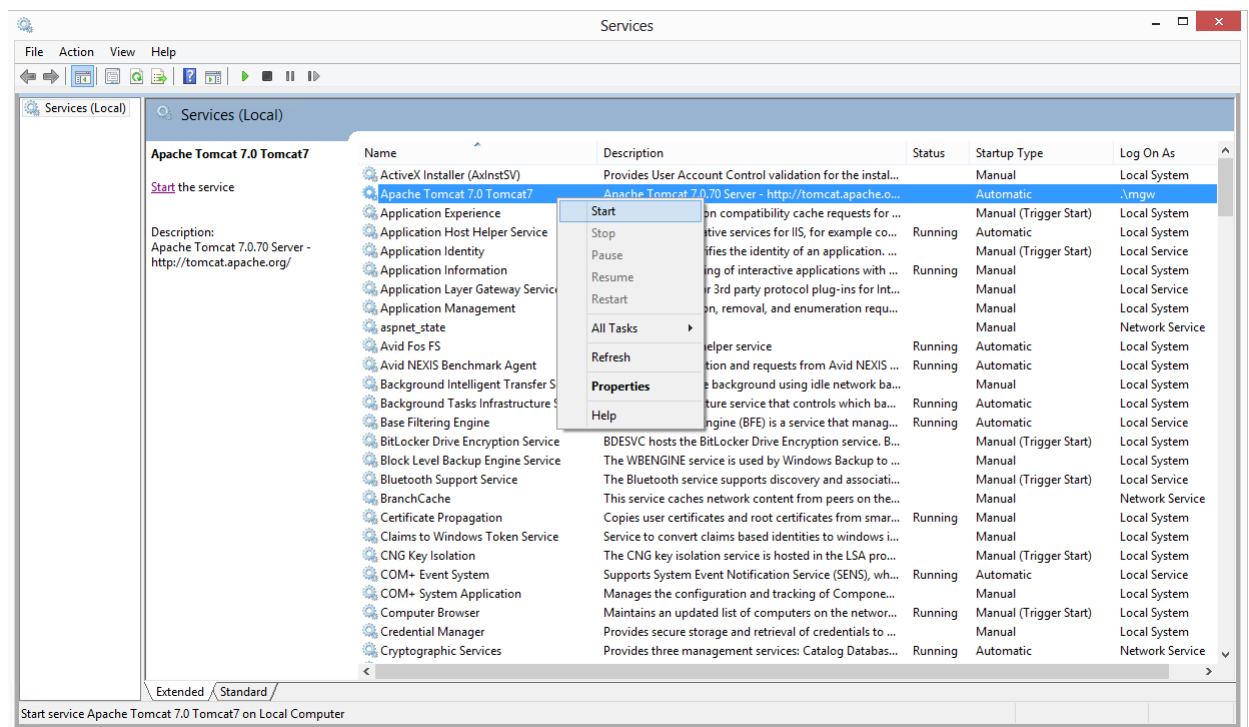 Services
File Action View Help
Services (Local)
Services (Local)
Apache Tomcat 7.0 Tomcat7
Start the service
Description:
Apache Tomcat 7.0.70 Server -
http://tomcat.apache.org/
Name Description Status Startup Type Log On As
ActiveX Installer (AxInstSV) Provides User Account Control validation for the instal... Manual Local System
Apache Tomcat 7.0 Tomcat7 Apache Tomcat 7.0.70 Server - http://tomcat.apache.o... Automatic .\mgw
Application Experience on compatibility cache requests for ... Manual (Trigger Start) Local System
Application Host Helper Service ative services for IIS, for example co... Running Automatic Local System
Application Identity ifies the identity of an application. ... Manual (Trigger Start) Local Service
Application Information ing of interactive applications with ... Running Manual Local System
Application Layer Gateway Service r 3rd party protocol plug-ins for Int... Manual Local Service
Application Management on, removal, and enumeration requ... Manual Local System
aspnet_state Manual Network Service
Avid Fos FS elper service Running Automatic Local System
Avid NEXIS Benchmark Agent tion and requests from Avid NEXIS ... Running Automatic Local System
Background Intelligent Transfer S background using idle network ba... Manual Local System
Background Tasks Infrastructure S ture service that controls which ba... Running Automatic Local System
Base Filtering Engine ngine (BFE) is a service that manag... Running Automatic Local Service
BitLocker Drive Encryption Service BDESVC hosts the BitLocker Drive Encryption service. B... Manual (Trigger Start) Local System
Block Level Backup Engine Service The WBENGINE service is used by Windows Backup to ... Manual Local System
Bluetooth Support Service The Bluetooth service supports discovery and associati... Manual (Trigger Start) Local Service
BranchCache This service caches network content from peers on the... Manual Network Service
Certificate Propagation Copies user certificates and root certificates from smar... Running Manual Local System
Claims to Windows Token Service Service to convert claims based identities to windows i... Manual Local System
CNG Key Isolation The CNG key isolation service is hosted in the LSA pro... Manual (Trigger Start) Local System
COM+ Event System Supports System Event Notification Service (SENS), wh... Running Automatic Local Service
COM+ System Application Manages the configuration and tracking of Compone... Manual Local System
Computer Browser Maintains an updated list of computers on the networ... Running Manual (Trigger Start) Local System
Credential Manager Provides secure storage and retrieval of credentials to ... Manual Local System
Cryptographic Services Provides three management services: Catalog Databas... Running Automatic Network Service
Start
Stop
Pause
Resume
Restart
All Tasks
Refresh
Properties
Help
Extended Standard
Start service Apache Tomcat 7.0 Tomcat7 on Local Computer